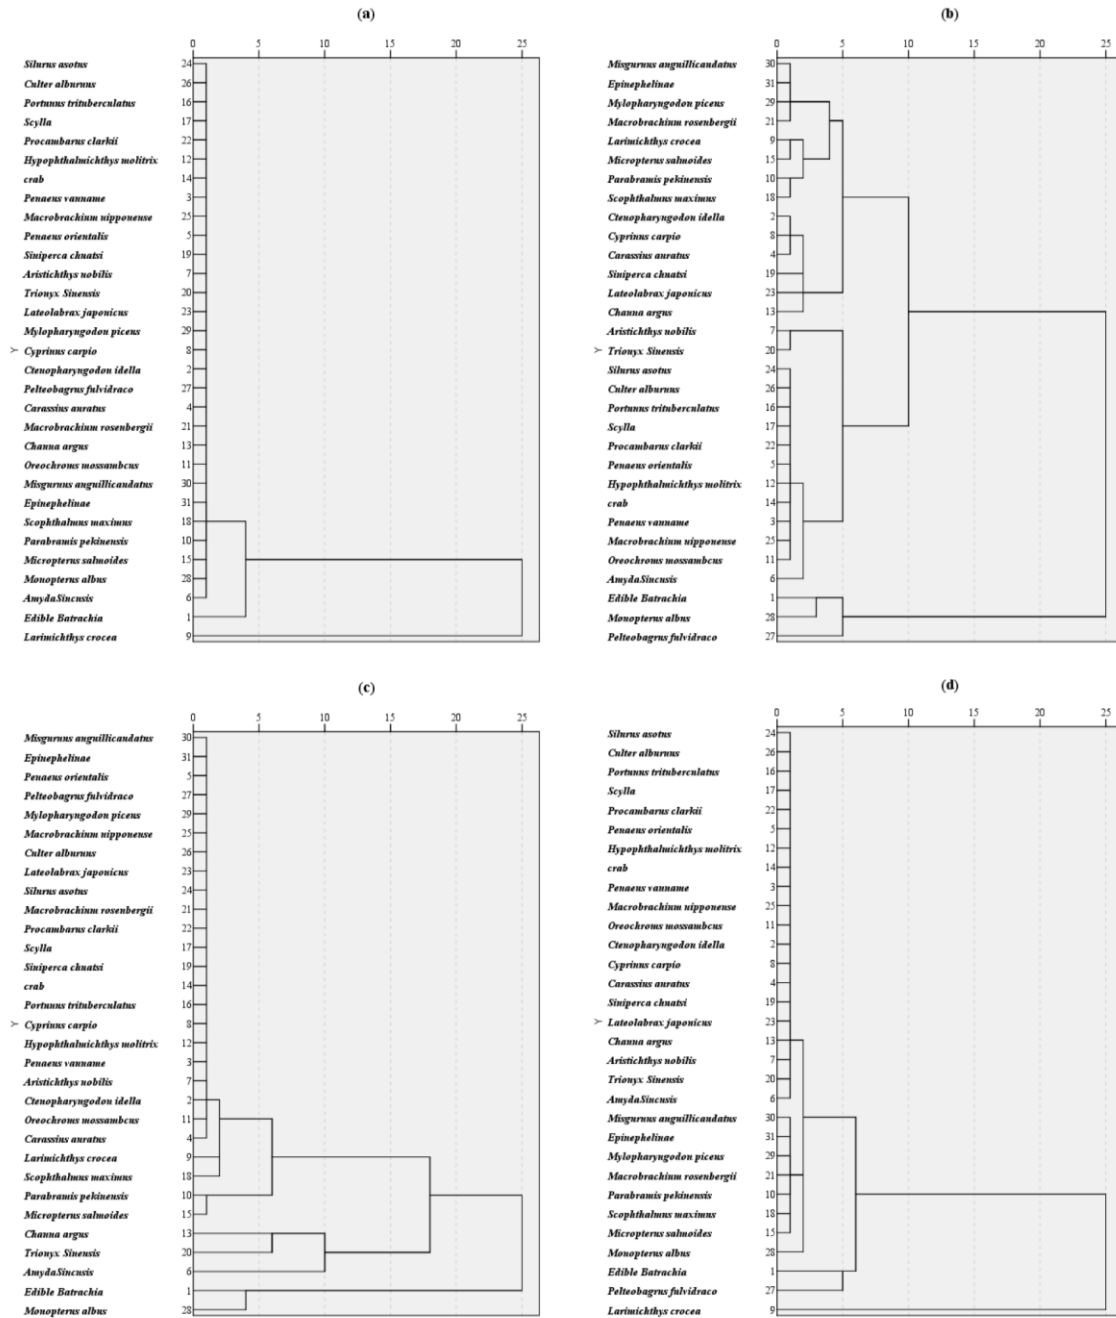 (a)
0 5 10 15 20 25
Silurus asotus 24
Culter alburnus 26
Portunus trituberculatus 16
Scylla 17
Procambarus clarkii 22
Hypophthalmichthys molitrix 12
crab 14
Penaeus vanname 3
Macrobrachium nipponense 25
Penaeus orientalis 5
Siniperca chuatsi 19
Aristichthys nobilis 7
Trionyx Sinensis 20
Lateolabrax japonicus 23
Mylopharyngodon piceus 29
Y Cyprinus carpio 8
Ctenopharyngodon idella 2
Pelteobagrus fulvidraco 27
Carassius auratus 4
Macrobrachium rosenbergii 21
Channa argus 13
Oreochroms mossambcus 11
Misgurnus anguillicaudatus 30
Epinephelinae 31
Scophthalmus maximus 18
Parabramis pekinensis 10
Micropterus salmoides 15
Monopterus albus 28
AmydaSincusis 6
Edible Batrachia 1
Larimichthys crocea 9
(b)
0 5 10 15 20 25
Misgurnus anguillicaudatus 30
Epinephelinae 31
Mylopharyngodon piceus 29
Macrobrachium rosenbergii 21
Larimichthys crocea 9
Micropterus salmoides 15
Parabramis pekinensis 10
Scophthalmus maximus 18
Ctenopharyngodon idella 2
Cyprinus carpio 8
Carassius auratus 4
Siniperca chuatsi 19
Lateolabrax japonicus 23
Channa argus 13
Aristichthys nobilis 7
Y Trionyx Sinensis 20
Silurus asotus 24
Culter alburnus 26
Portunus trituberculatus 16
Scylla 17
Procambarus clarkii 22
Penaeus orientalis 5
Hypophthalmichthys molitrix 12
crab 14
Penaeus vanname 3
Macrobrachium nipponense 25
Oreochroms mossambcus 11
AmydaSincusis 6
Edible Batrachia 1
Monopterus albus 28
Pelteobagrus fulvidraco 27
(c)
0 5 10 15 20 25
Misgurnus anguillicaudatus 30
Epinephelinae 31
Penaeus orientalis 5
Pelteobagrus fulvidraco 27
Mylopharyngodon piceus 29
Macrobrachium nipponense 25
Culter alburnus 26
Lateolabrax japonicus 23
Silurus asotus 24
Macrobrachium rosenbergii 21
Procambarus clarkii 22
Scylla 17
Siniperca chuatsi 19
crab 14
Portunus trituberculatus 16
Y Cyprinus carpio 8
Hypophthalmichthys molitrix 12
Penaeus vanname 3
Aristichthys nobilis 7
Ctenopharyngodon idella 2
Oreochroms mossambcus 11
Carassius auratus 4
Larimichthys crocea 9
Scophthalmus maximus 18
Parabramis pekinensis 10
Micropterus salmoides 15
Channa argus 13
Trionyx Sinensis 20
AmydaSincusis 6
Edible Batrachia 1
Monopterus albus 28
(d)
0 5 10 15 20 25
Silurus asotus 24
Culter alburnus 26
Portunus trituberculatus 16
Scylla 17
Procambarus clarkii 22
Penaeus orientalis 5
Hypophthalmichthys molitrix 12
crab 14
Penaeus vanname 3
Macrobrachium nipponense 25
Oreochroms mossambcus 11
Ctenopharyngodon idella 2
Cyprinus carpio 8
Carassius auratus 4
Siniperca chuatsi 19
Y Lateolabrax japonicus 23
Channa argus 13
Aristichthys nobilis 7
Trionyx Sinensis 20
AmydaSincusis 6
Misgurnus anguillicaudatus 30
Epinephelinae 31
Mylopharyngodon piceus 29
Macrobrachium rosenbergii 21
Parabramis pekinensis 10
Scophthalmus maximus 18
Micropterus salmoides 15
Monopterus albus 28
Edible Batrachia 1
Pelteobagrus fulvidraco 27
Larimichthys crocea 9